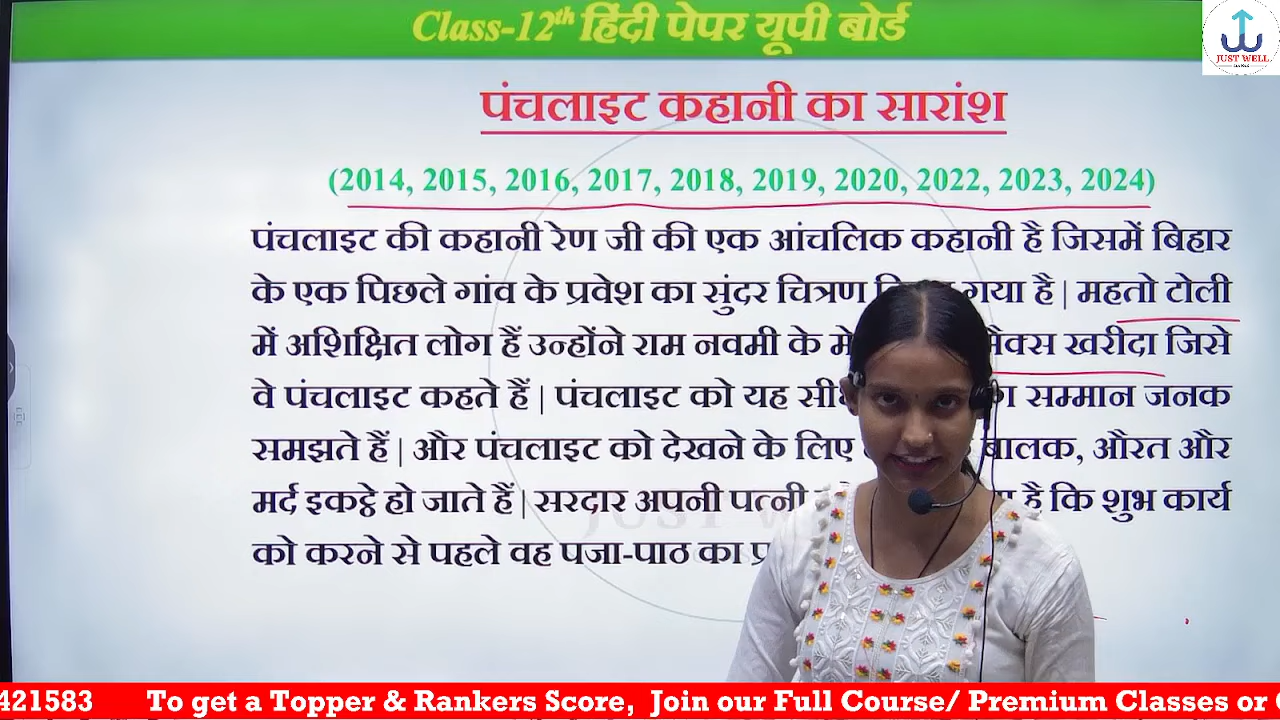 Class-12th हिंदी पेपर यूपी बोर्ड
JUST WELL
पंचलाइट कहानी का सारांश
(2014, 2015, 2016, 2017, 2018, 2019, 2020, 2022, 2023, 2024)
पंचलाइट की कहानी रेण जी की एक आंचलिक कहानी है जिसमें बिहार
के एक पिछले गांव के प्रवेश का सुंदर चित्रण गया है | महतो टोली
में अशिक्षित लोग हैं उन्होंने राम नवमी के खरीदा जिसे
वे पंचलाइट कहते हैं | पंचलाइट को यह सम्मान जनक
समझते हैं | और पंचलाइट को देखने के लिए बालक, औरत और
मर्द इकट्ठे हो जाते हैं | सरदार अपनी पत्नी है कि शुभ कार्य
को करने से पहले वह पजा-पाठ का
JUST
421583 To get a Topper & Rankers Score, Join our Full Course/ Premium Classes or